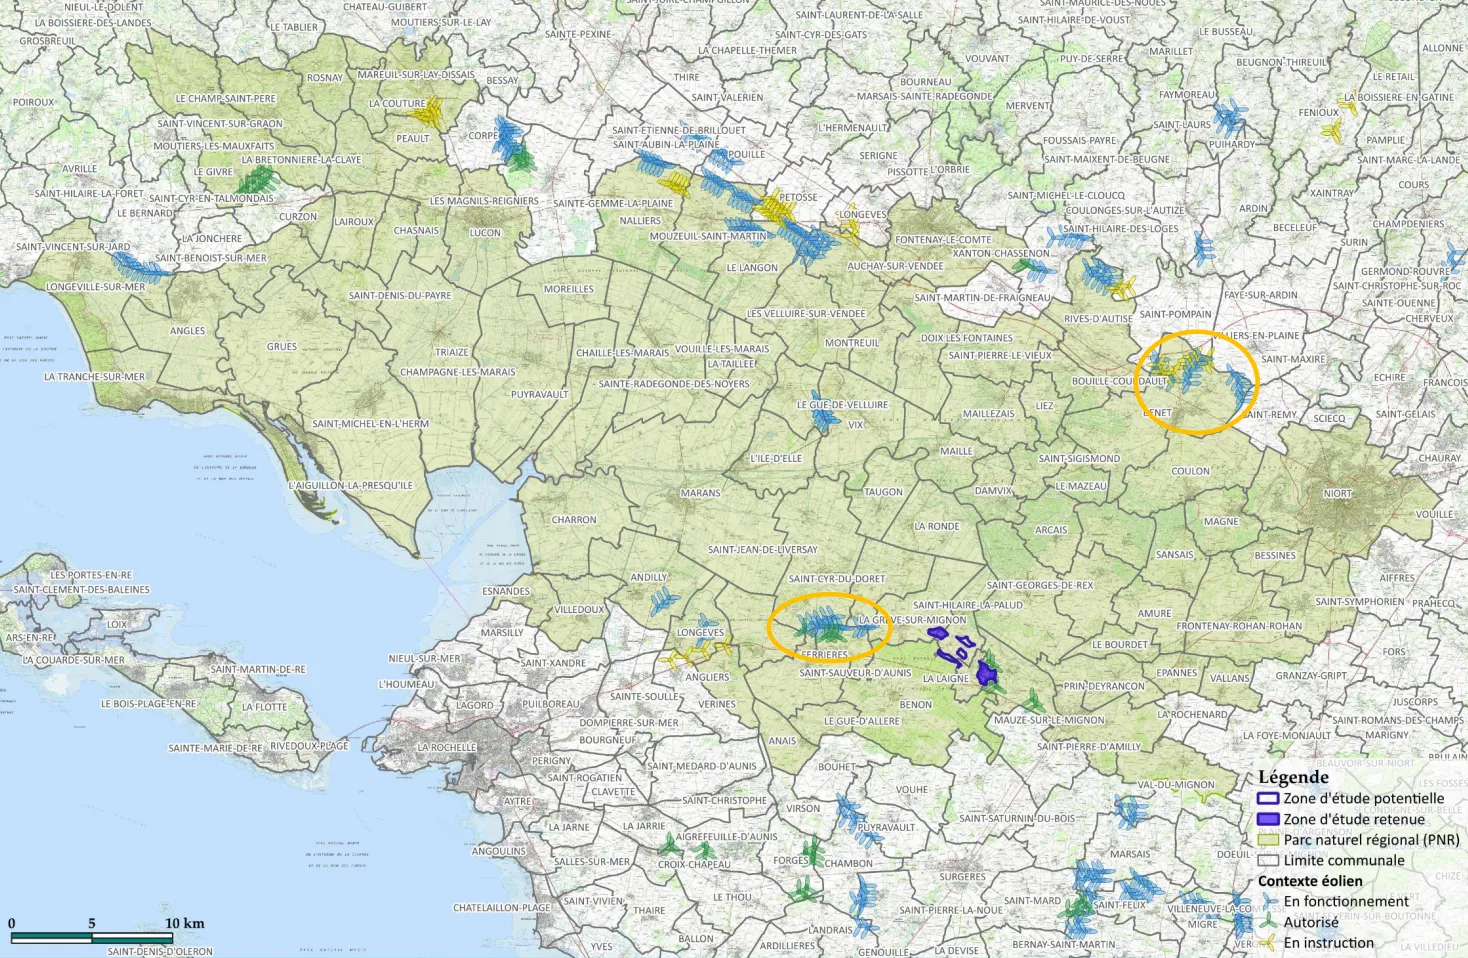 NIEUL-LE-DOLENT
CHATEAU-GUIBERT
SAINT-MAURICE-DES-NOUES
LA BOISSIERE-DES-LANDES
LE TABLIER
MOUTIERS-SUR-LE-LAY
SAINT-LAURENT-DE-LA-SALLE
SAINT-HILAIRE-DE-VOUST
GROSBREUIL
SAINTE-PEXINE
SAINT-CYR-DES-GATS
LE BUSSEAU
LA CHAPELLE-THEMER
VOUVANT
PUY-DE-SERRE
MARILLET
ALLONNE
ROSNAY
MAREUIL-SUR-LAY-DISSAIS
BESSAY
THIRE
BOURNEAU
BEUGNON-THIREUIL
LE RETAIL
POIROUX
LE CHAMP-SAINT-PERE
LA COUTURE
SAINT-VALERIEN
MARSAIS-SAINTE-RADEGONDE
MERVENT
FAYMOREAU
LA BOISSIERE-EN-GATINE
SAINT-VINCENT-SUR-GRAON
SAINT-ETIENNE-DE-BRILLOUET
L'HERMENAULT
SAINT-LAURS
FENIOUX
MOUTIERS-LES-MAUXFAITS
PEAULT
CORPE
SAINT-AUBIN-LA-PLAINE
FOUSSAIS-PAYRE
PUIHARDY
PAMPLIE
LA BRETONNIERE-LA-CLAYE
POUILLE
SERIGNE
SAINT-MAIXENT-DE-BEUGNE
SAINT-MARC-LA-LANDE
AVRILLE
LE GIVRE
PISSOTTE
L'ORBRIE
COURS
SAINT-HILAIRE-LA-FORET
SAINT-CYR-EN-TALMONDAIS
LES MAGNILS-REIGNIERS
SAINTE-GEMME-LA-PLAINE
PETOSSE
SAINT-MICHEL-LE-CLOUCQ
XAINTRAY
LE BERNARD
CURZON
LAIROUX
CHASNAIS
LUCON
NALLIERS
LONGEVES
COULONGES-SUR-L'AUTIZE
ARDIN
BECELEUF
CHAMPDENIERS
SAINT-VINCENT-SUR-JARD
LA JONCHERE
MOUZEUIL-SAINT-MARTIN
FONTENAY-LE-COMTE
SAINT-HILAIRE-DES-LOGES
SURIN
SAINT-BENOIST-SUR-MER
LE LANGON
AUCHAY-SUR-VENDEE
XANTON-CHASSENON
GERMOND-ROUVRE
LONGEVILLE-SUR-MER
SAINT-DENIS-DU-PAYRE
MOREILLES
SAINT-MARTIN-DE-FRAIGNEAU
FAYE-SUR-ARDIN
SAINT-CHRISTOPHE-SUR-ROC
SAINTE-OUENNE
ANGLES
LES VELLUIRE-SUR-VENDEE
RIVES-D'AUTISE
SAINT-POMPAIN
CHERVEUX
GRUES
TRIAIZE
CHAILLE-LES-MARAIS
VOUILLE-LES-MARAIS
MONTREUIL
DOIX LES FONTAINES
LIERS-EN-PLAINE
LA TAILLEE
SAINT-PIERRE-LE-VIEUX
SAINT-MAXIRE
LA TRANCHE-SUR-MER
CHAMPAGNE-LES-MARAIS
PUYRAVAULT
SAINTE-RADEGONDE-DES-NOYERS
BOUILLE-COURDAULT
ECHIRE
FRANCOIS
SAINT-MICHEL-EN-L'HERM
LE GUE-DE-VELLUIRE
VIX
MAILLEZAIS
LIEZ
BENET
SAINT-REMY
SCIECQ
SAINT-GELAIS
L'AIGUILLON-LA-PRESQU'ILE
L'ILE-D'ELLE
MAILLE
SAINT-SIGISMOND
COULON
CHAURAY
MARANS
TAUGON
DAMVIX
LE MAZEAU
NIORT
VOUILLE
CHARRON
LA RONDE
ARCAIS
MAGNE
SAINT-JEAN-DE-LIVERSAY
SANSAIS
BESSINES
LES PORTES-EN-RE
SAINT-CLEMENT-DES-BALEINES
ESNANDES
ANDILLY
SAINT-CYR-DU-DORET
SAINT-GEORGES-DE-REX
AFFRES
LOIX
VILLEDOUX
LA GREVE-SUR-MIGNON
SAINT-HILAIRE-LA-PALUD
AMURE
SAINT-SYMPHORIEN
PRAHECQ
ARS-EN-RE
MARSILLY
LONGEVES
FERRIERES
FRONTENAY-ROHAN-ROHAN
LA COUARDE-SUR-MER
SAINT-MARTIN-DE-RE
NIEUL-SUR-MER
SAINT-XANDRE
ANGLIERS
SAINT-SAUVEUR-D'AUNIS
LA LAIGNE
LE BOURDET
FORS
L'HOUMEAU
EPANNES
VALLANS
GRANZAY-GRIPT
LE BOIS-PLAGE-EN-RE
LA FLOTTE
LAGORD
PUILBOREAU
SAINTE-SOULLE
VERINES
BENON
PRIN-DEYRANCON
JUSCORPS
SAINTE-MARIE-DE-RE
RIVEDOUX-PLAGE
LA ROCHELLE
DOMPIERRE-SUR-MER
LE GUE-D'ALLERE
MAUZE-SUR-LE-MIGNON
LA ROCHENARD
SAINT-ROMANS-DES-CHAMPS
BOURGNEUF
ANAIS
SAINT-PIERRE-D'AMILLY
LA FOYE-MONJAULT
MARIGNY
PERIGNY
SAINT-MEDARD-D'AUNIS
BOUHET
BEAUVOIR-SUR-NIORT
SAINT-ROGATIEN
CLAVETTE
VOUHE
VAL-DU-MIGNON
AYTRE
SAINT-CHRISTOPHE
VIRSON
PUYRAVAULT
SAINT-SATURNIN-DU-BOIS
LA JARNE
LA JARRIE
AIGREFEUILLE-D'AUNIS
ANGOULINS
SALLES-SUR-MER
CROIX-CHAPEAU
FORGES
CHAMBON
SURGERES
MARSAIS
DOEUIL-
CHATELAILLON-PLAGE
SAINT-VIVIEN
THAIRE
LE THOU
SAINT-PIERRE-LA-NOUE
SAINT-MARD
SAINT-FELIX
VILLENEUVE-LA-COMTESSE
MIGRE
YVES
BALLON
ARDILLIERES
LANDRAIS
GENOUILLE
LA DEVISE
BERNAY-SAINT-MARTIN
SAINT-DENIS-D'OLERON
0 5 10 km
Légende
Zone d'étude potentielle
Zone d'étude retenue
Parc naturel régional (PNR)
Limite communale
Contexte éolien
En fonctionnement
Autorisé
En instruction